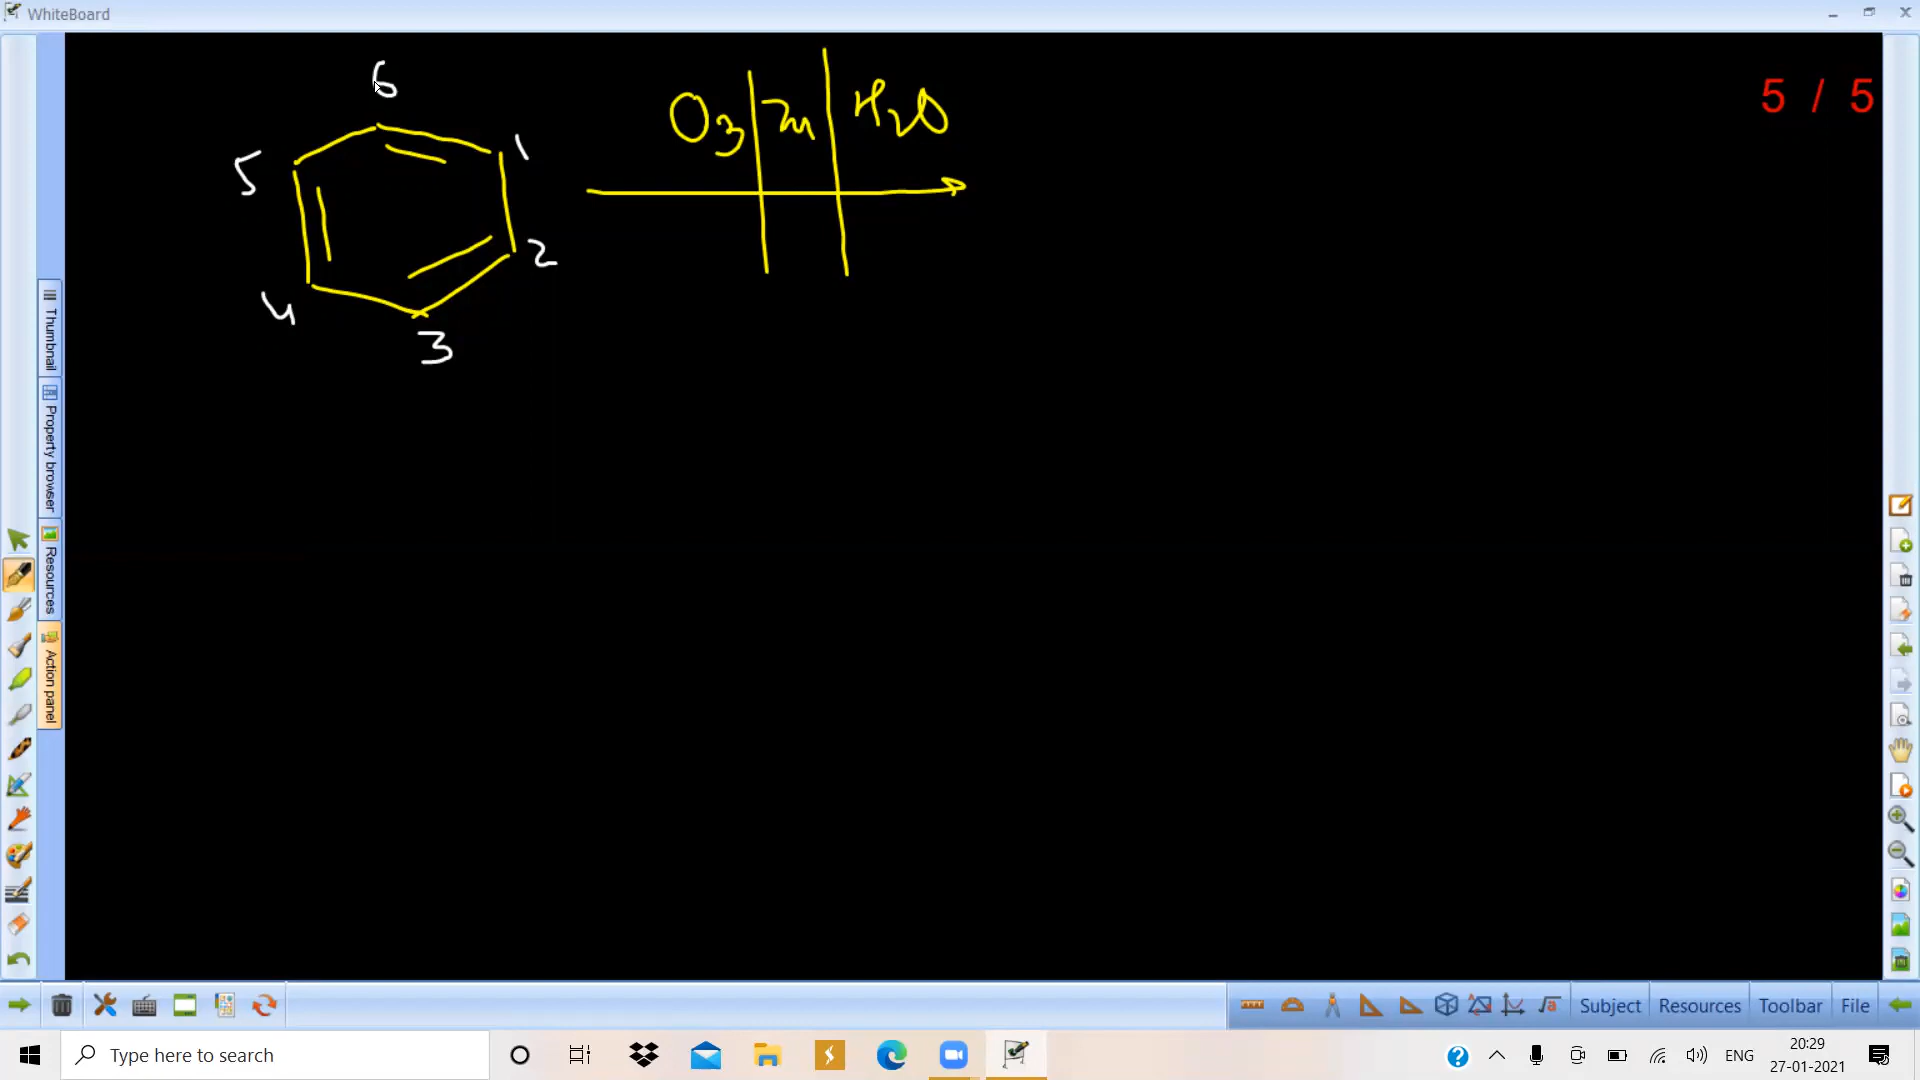 WhiteBoard
6
5 / 5
O3 Zn H2O
1
5
2
4
3
Thumbnail
Property browser
Resources
Action panel
Subject
Resources
Toolbar
File
Type here to search
ENG
20:29
27-01-2021